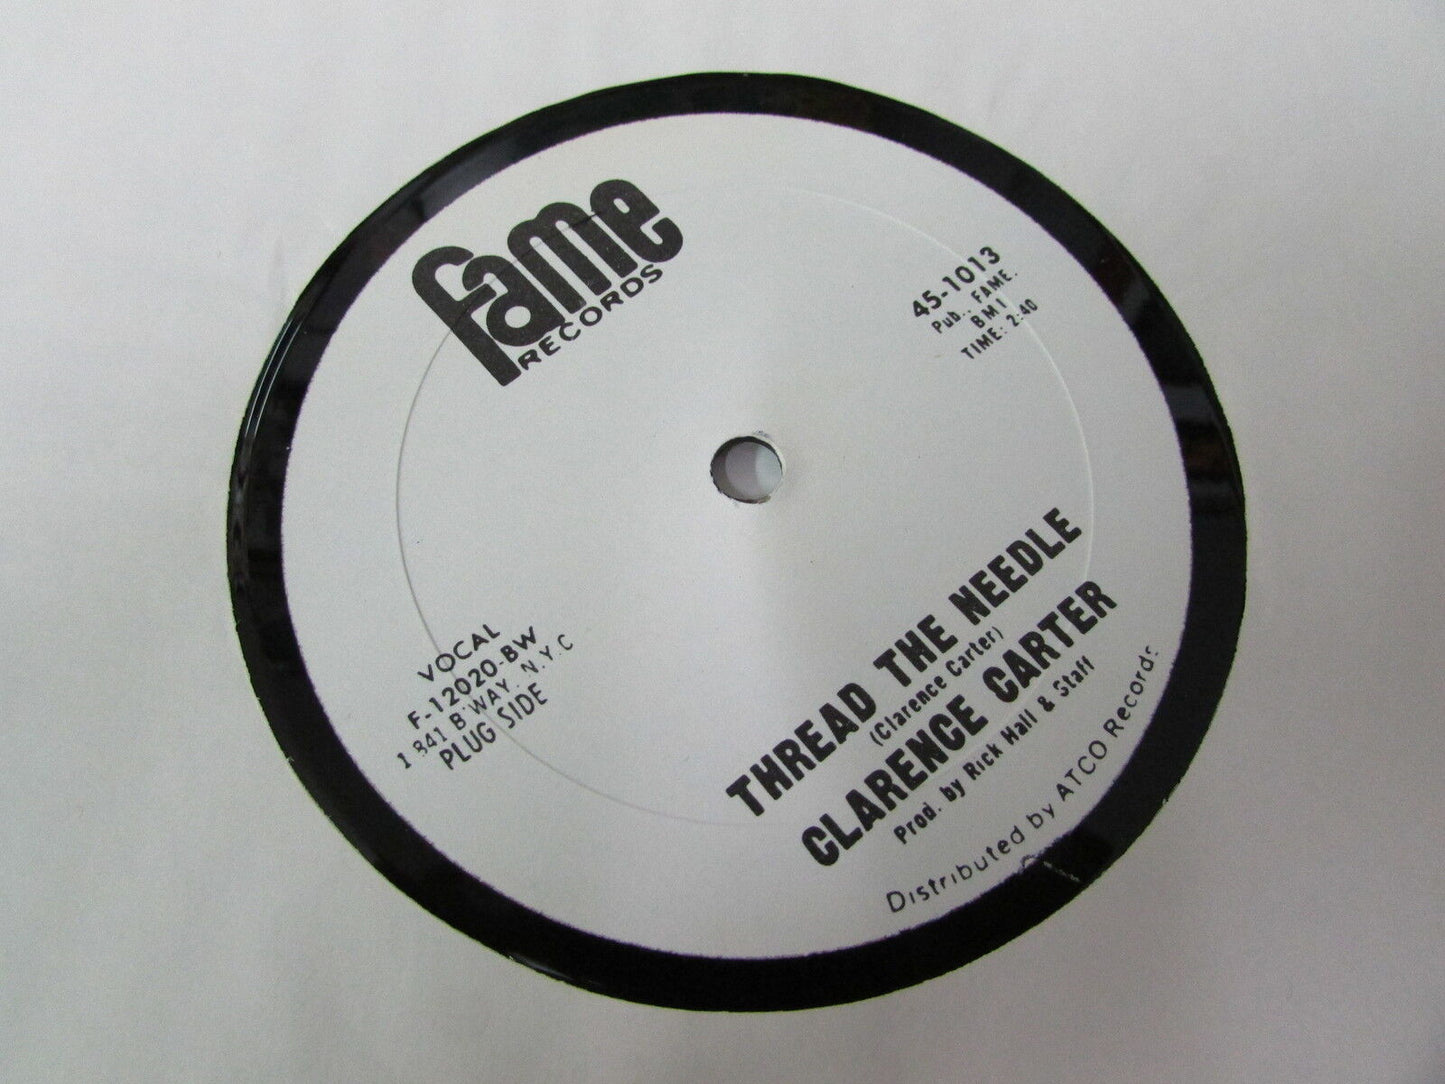 fame
RECORDS
45-1013
Pub., FAME.
BMI
TIME: 2:40
VOCAL
F-12020-BW
1841 B'WAY. N.Y.C
PLUG SIDE
THREAD THE NEEDLE
(Clarence Carter)
CLARENCE CARTER
Prod. by Rick Hall & Staff
Distributed by ATCO Records